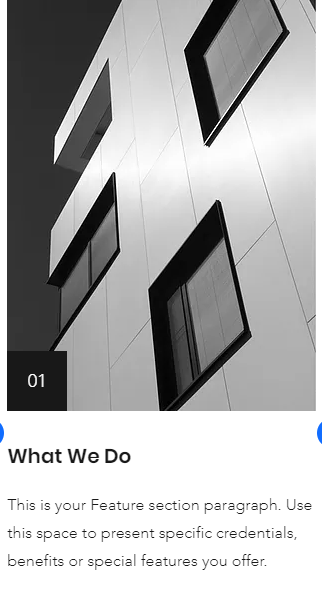 01
What We Do
This is your Feature section paragraph. Use
this space to present specific credentials,
benefits or special features you offer.